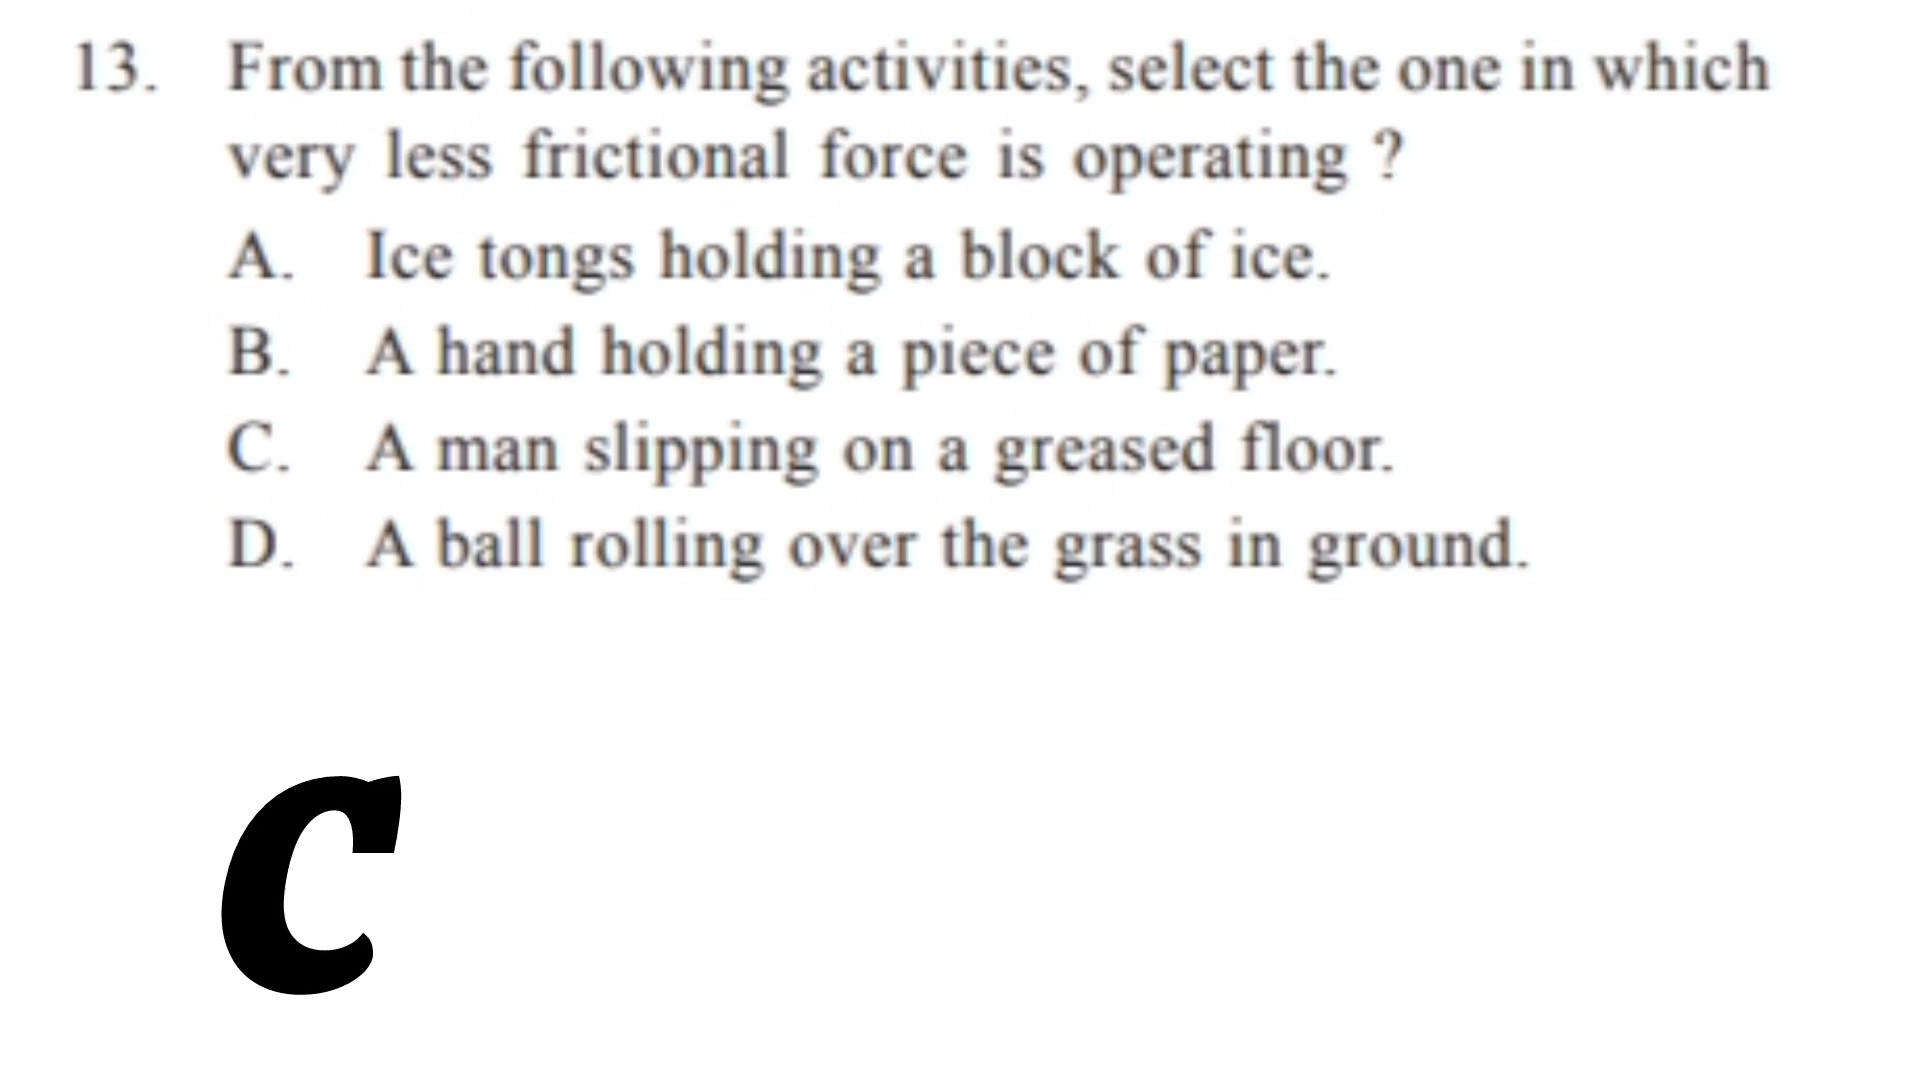 13. From the following activities, select the one in which
very less frictional force is operating ?
A. Ice tongs holding a block of ice.
B. A hand holding a piece of paper.
C. A man slipping on a greased floor.
D. A ball rolling over the grass in ground.
C